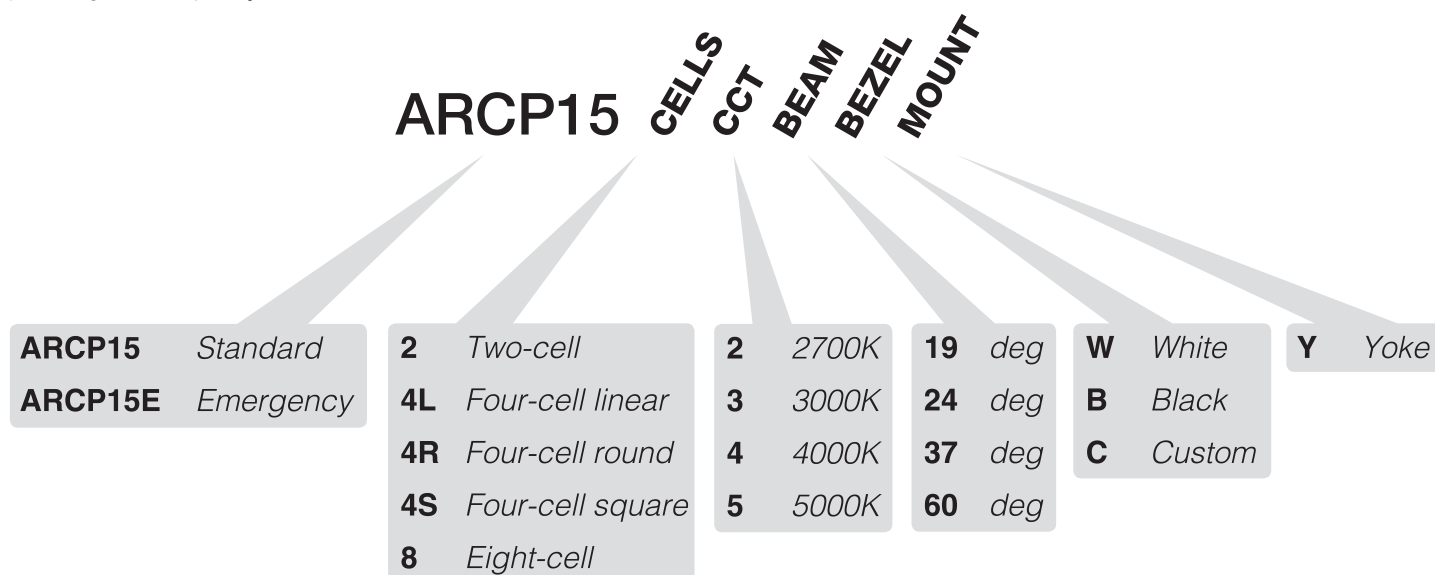 ARCP15 CELLS CCT BEAM BEZEL MOUNT
ARCP15 Standard
ARCP15E Emergency
2 Two-cell
4L Four-cell linear
4R Four-cell round
4S Four-cell square
8 Eight-cell
2 2700K
3 3000K
4 4000K
5 5000K
19 deg
24 deg
37 deg
60 deg
W White
B Black
C Custom
Y Yoke